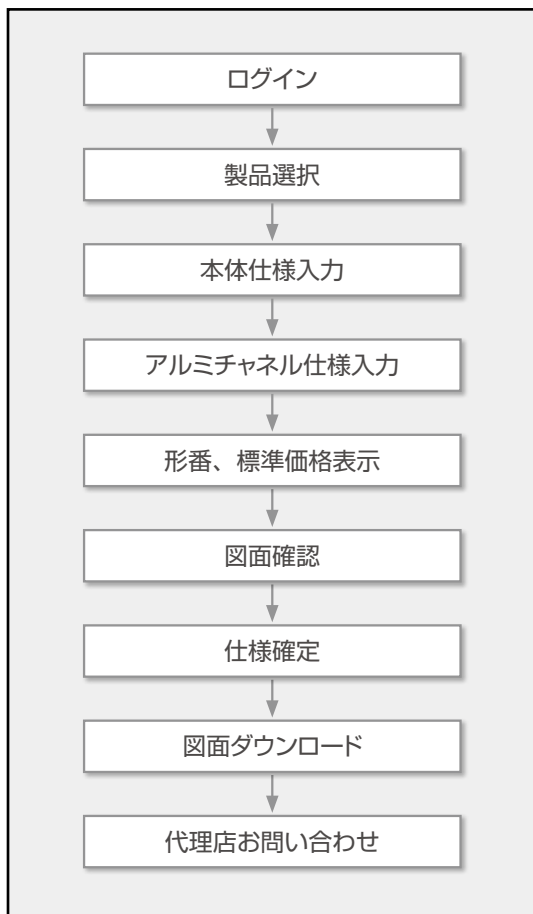 ログイン
製品選択
本体仕様入力
アルミチャネル仕様入力
形番、標準価格表示
図面確認
仕様確定
図面ダウンロード
代理店お問い合わせ